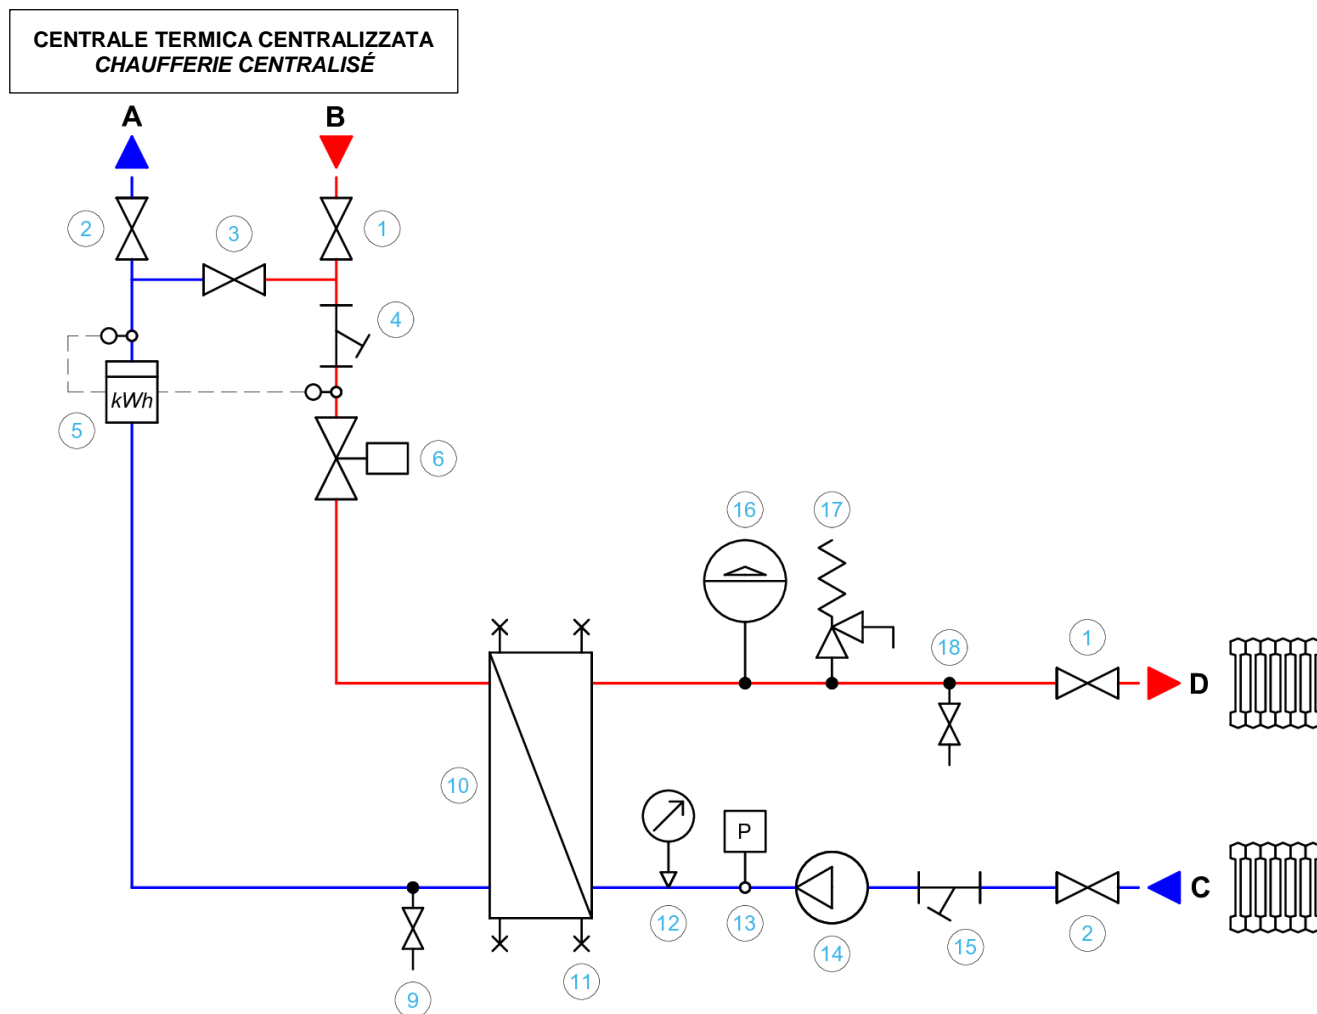 CENTRALE TERMICA CENTRALIZZATA
CHAUFFERIE CENTRALISÉ
A B
2 3 1
4
kWh
5 6
16 17
18 1
D
10
P
C
12 13 14 15 2
11
9